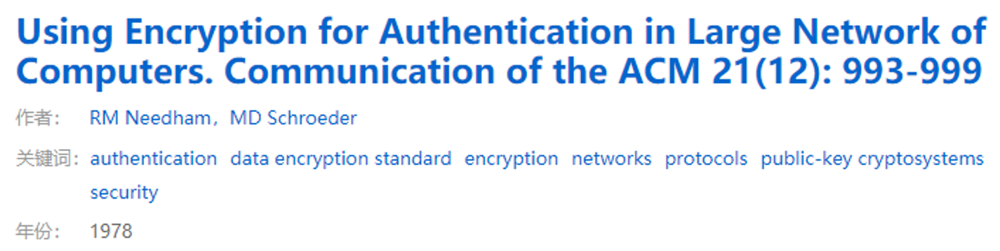 Using Encryption for Authentication in Large Network of
Computers. Communication of the ACM 21(12): 993-999
作者： RM Needham，MD Schroeder
关键词： authentication data encryption standard encryption networks protocols public-key cryptosystems
security
年份： 1978